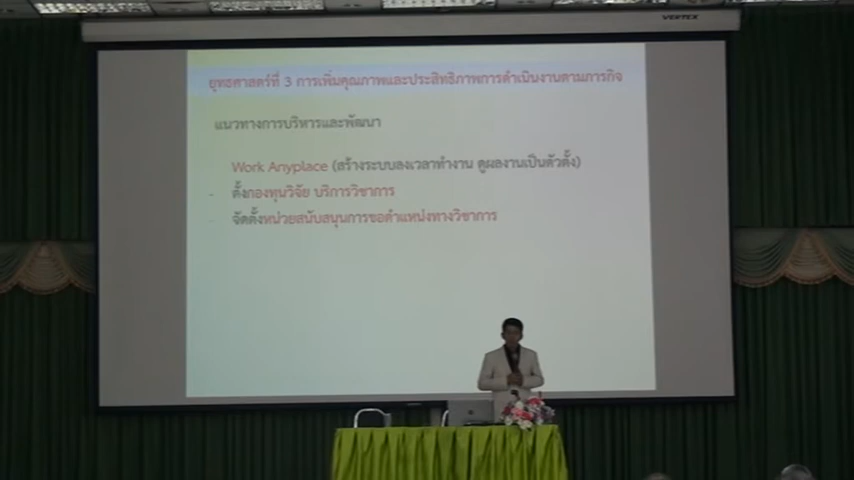 VERTEX
ยุทธศาสตร์ที่ 3 การเพิ่มคุณภาพและประสิทธิภาพการดำเนินงานตามภารกิจ
แนวทางการบริหารและพัฒนา
Work Anyplace (สร้างระบบลงเวลาทำงาน ดูผลงานเป็นตัวตั้ง)
- ตั้งกองทุนวิจัย บริการวิชาการ
- จัดตั้งหน่วยสนับสนุนการขอตำแหน่งทางวิชาการ